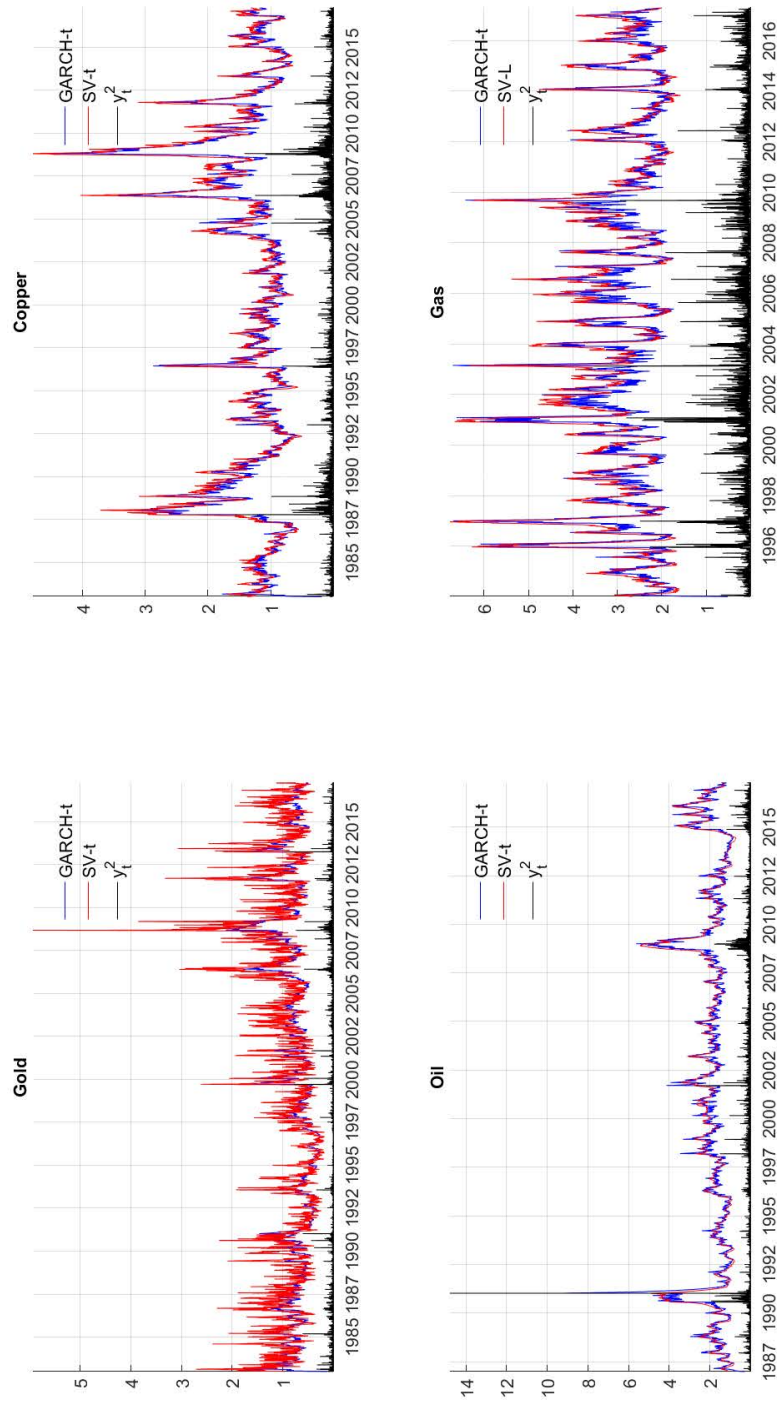 Gold
GARCH-t
SV-t
y_t^2
5
4
3
2
1
1985 1987 1990 1992 1995 1997 2000 2002 2005 2007 2010 2012 2015
Copper
GARCH-t
SV-t
y_t^2
4
3
2
1
1985 1987 1990 1992 1995 1997 2000 2002 2005 2007 2010 2012 2015
Oil
GARCH-t
SV-t
y_t^2
14
12
10
8
6
4
2
1987 1990 1992 1995 1997 2000 2002 2005 2007 2010 2012 2015
Gas
GARCH-t
SV-L
y_t^2
6
5
4
3
2
1
1996 1998 2000 2002 2004 2006 2008 2010 2012 2014 2016